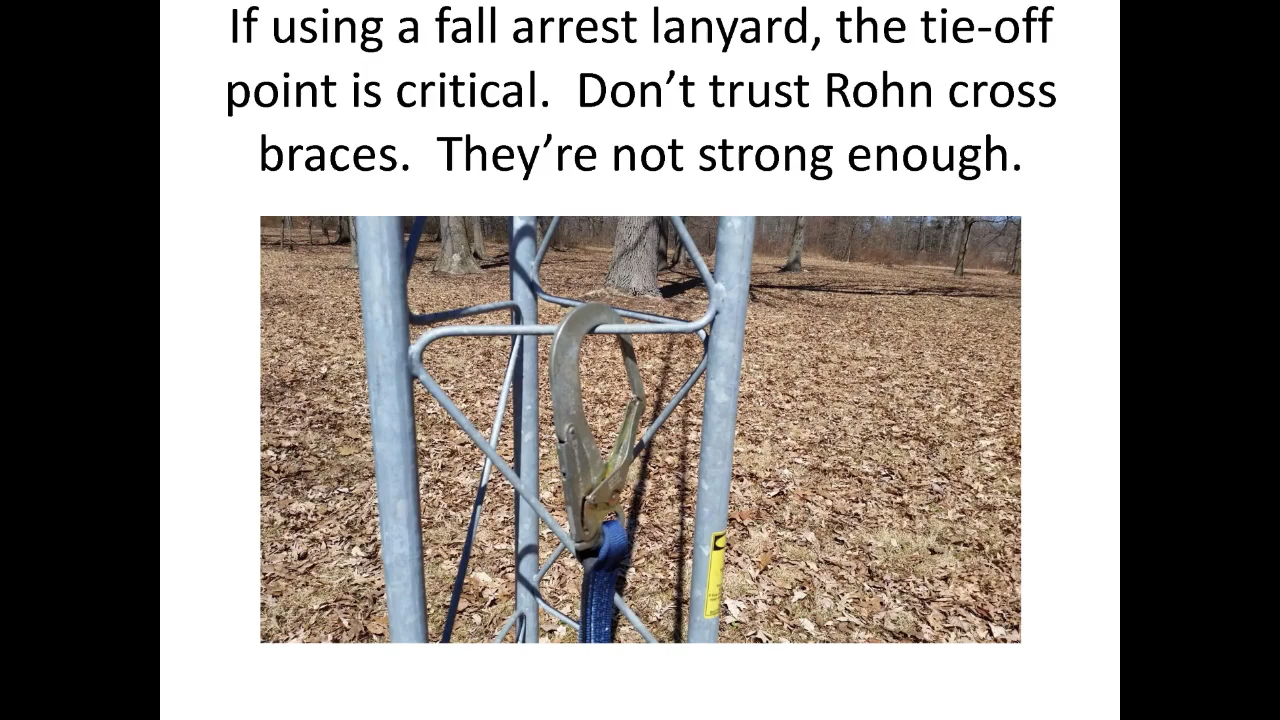 If using a fall arrest lanyard, the tie-off
point is critical.  Don’t trust Rohn cross
braces.  They’re not strong enough.